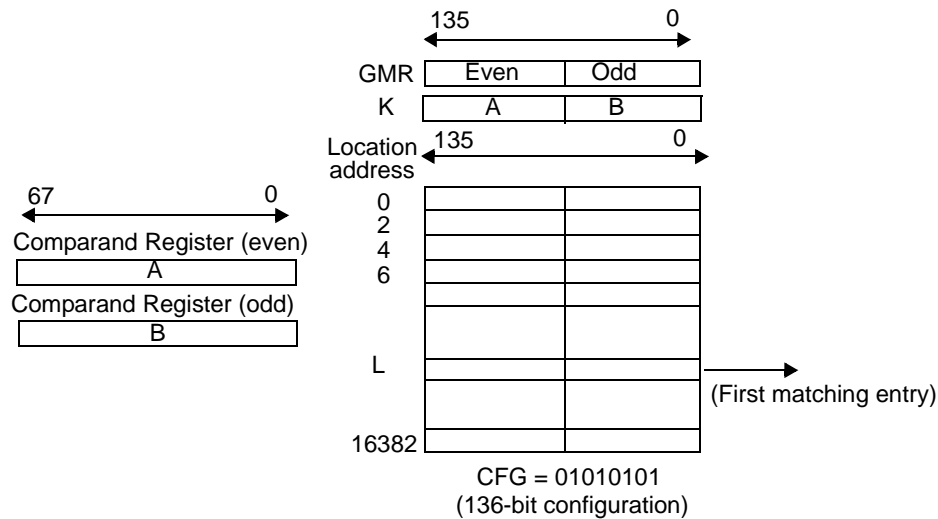 135 0
GMR Even Odd
K A B
Location
address
135 0
67 0
Comparand Register (even)
A
Comparand Register (odd)
B
0
2
4
6
L
(First matching entry)
16382
CFG = 01010101
(136-bit configuration)